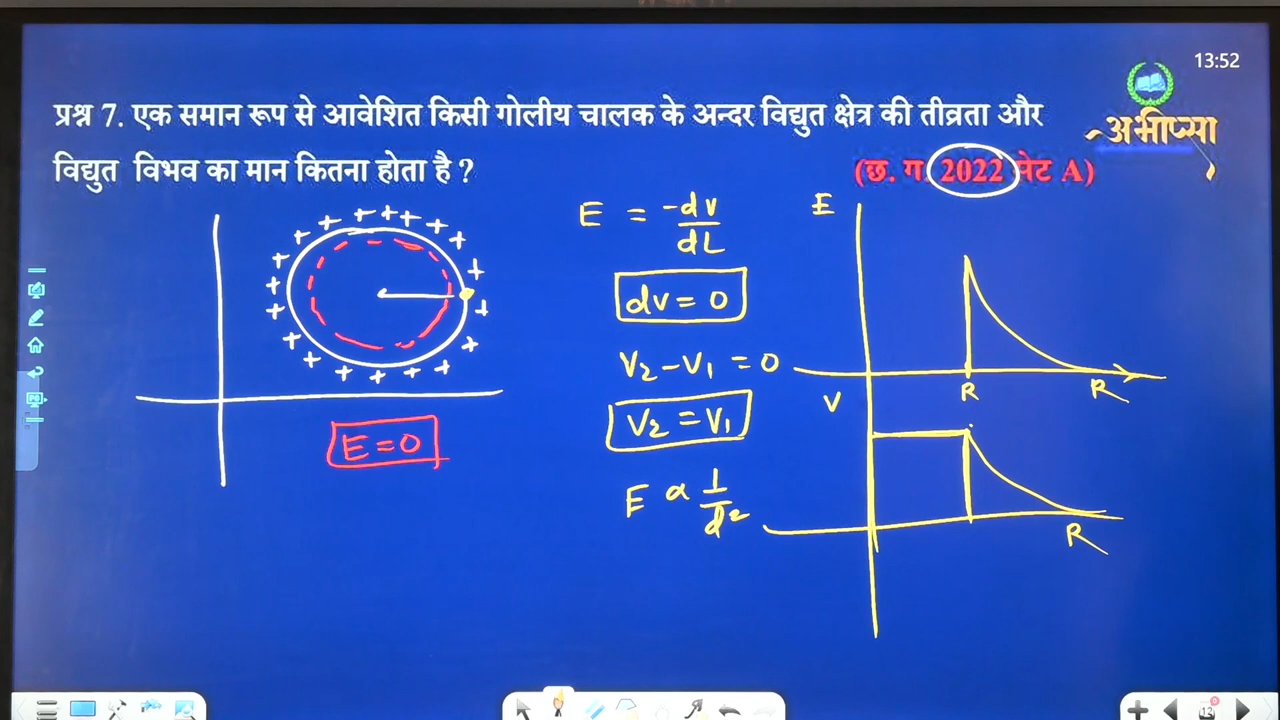 13:52
प्रश्न 7. एक समान रूप से आवेशित किसी गोलीय चालक के अन्दर विद्युत क्षेत्र की तीव्रता और
विद्युत विभव का मान कितना होता है ?
(छ. ग. 2022 सेट A)
अभीप्सा
E = -dv/dL
dv = 0
V₂ - V₁ = 0
V₂ = V₁
E ∝ 1/d²
E = 0
E
R
R
V
R